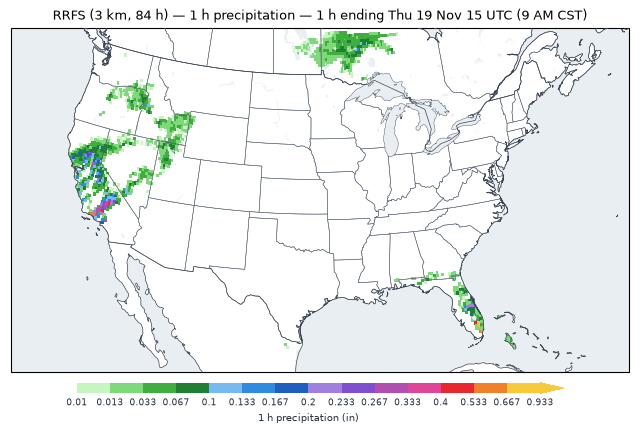 RRFS (3 km, 84 h) — 1 h precipitation — 1 h ending Thu 19 Nov 15 UTC (9 AM CST)
0.01 0.013 0.033 0.067 0.1 0.133 0.167 0.2 0.233 0.267 0.333 0.4 0.533 0.667 0.933
1 h precipitation (in)